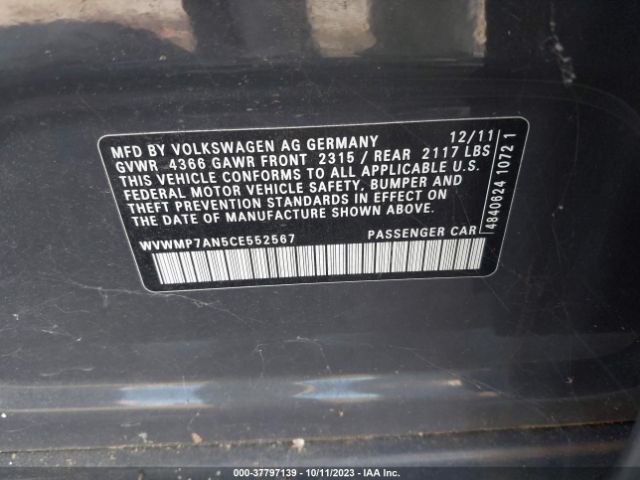 MFD BY VOLKSWAGEN AG GERMANY 12/11
GVWR 4366 GAWR FRONT 2315 / REAR 2117 LBS
THIS VEHICLE CONFORMS TO ALL APPLICABLE U.S.
FEDERAL MOTOR VEHICLE SAFETY, BUMPER AND
THEFT PREVENTION STANDARDS IN EFFECT ON
THE DATE OF MANUFACTURE SHOWN ABOVE.
WVWMP7AN5CE552567 PASSENGER CAR
4840624 1072 1
000-37797139 - 10/11/2023 - IAA Inc.